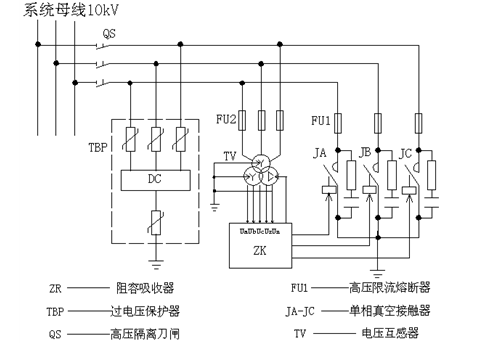 系统母线10kV
QS
FU2
FU1
TBP
TV
JA
JB
JC
DC
UaUbUcUzUn
ZK
ZR 阻容吸收器
FU1 高压限流熔断器
TBP 过电压保护器
JA-JC 单相真空接触器
QS 高压隔离刀闸
TV 电压互感器